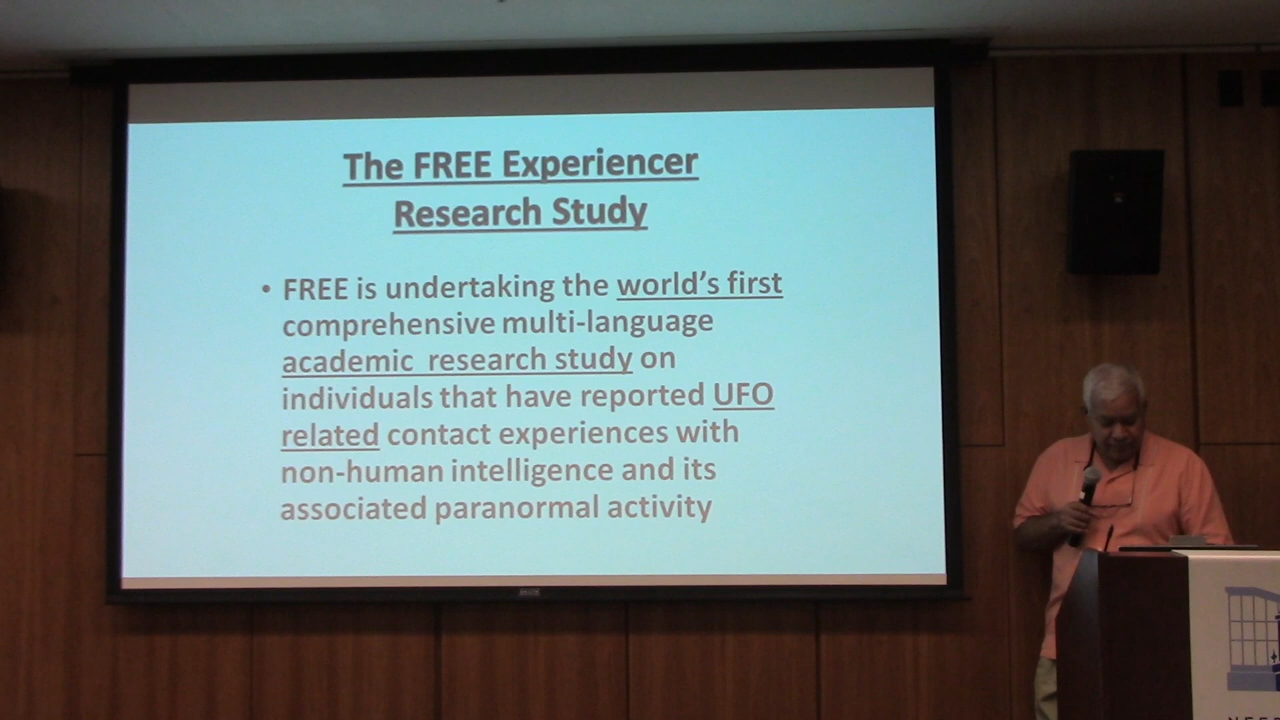 The FREE Experiencer
Research Study
• FREE is undertaking the world's first
comprehensive multi-language
academic research study on
individuals that have reported UFO
related contact experiences with
non-human intelligence and its
associated paranormal activity